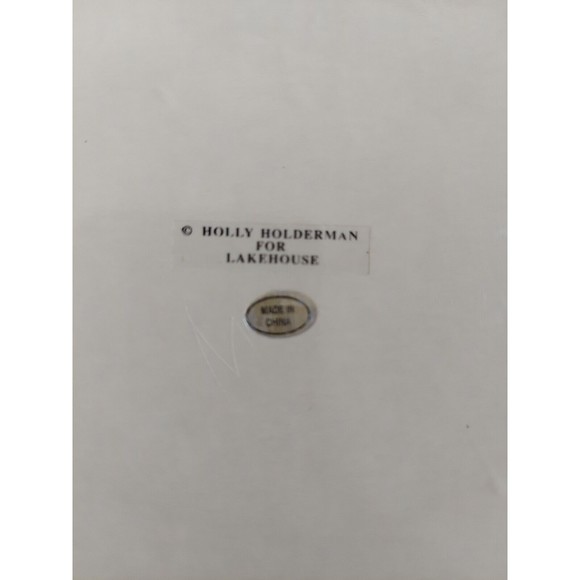 © HOLLY HOLDERMAN
FOR
LAKEHOUSE
MADE IN
CHINA